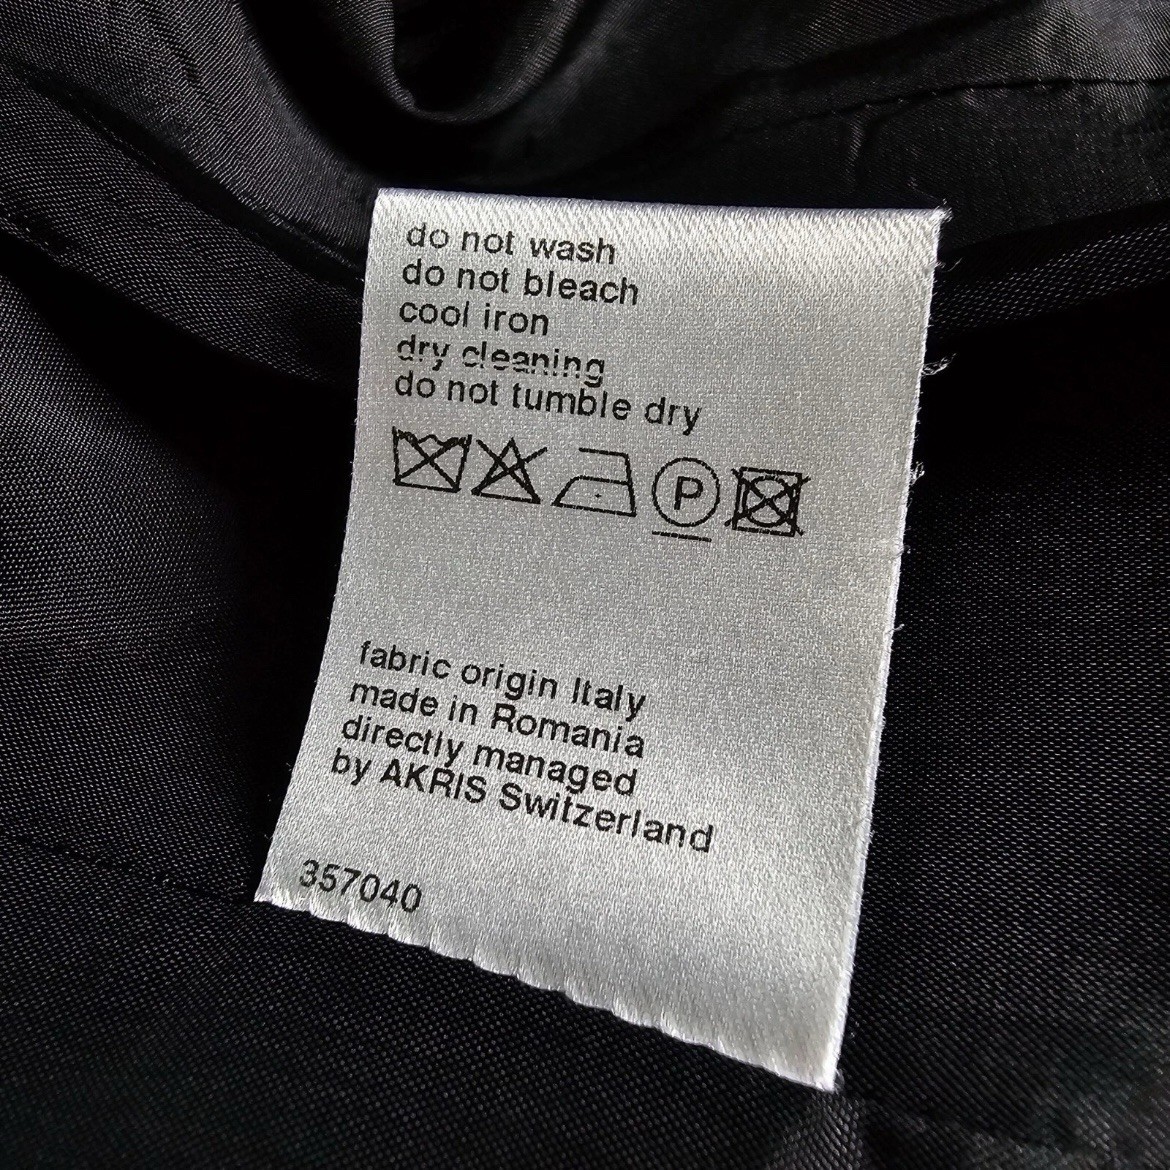 do not wash
do not bleach
cool iron
dry cleaning
do not tumble dry
P
fabric origin Italy
made in Romania
directly managed
by AKRIS Switzerland
357040